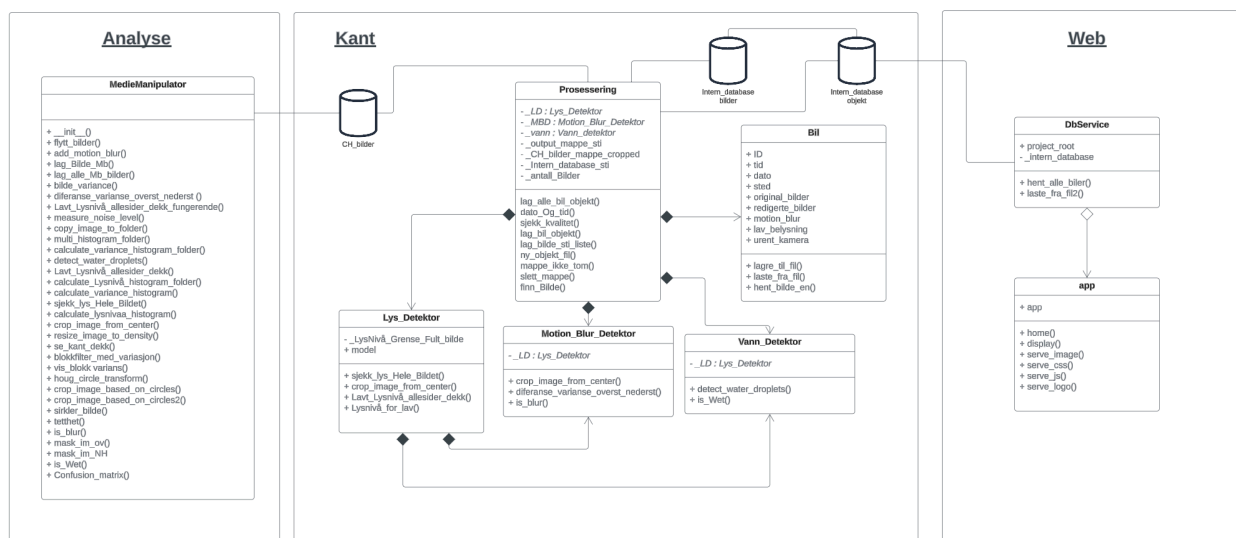 Analyse
MedieManipulator
+ __init__()
+ flytt_bilder()
+ add_motion_blur()
+ lag_Bilde_Mb()
+ lag_alle_Mb_bilder()
+ bilde_variance()
+ diferanse_varianse_overst_nederst ()
+ Lavt_Lysnivå_allesider_dekk_fungerende()
+ measure_noise_level()
+ copy_image_to_folder()
+ multi_histogram_folder()
+ calculate_variance_histogram_folder()
+ detect_water_droplets()
+ Lavt_Lysnivå_allesider_dekk()
+ calculate_Lysnivå_histogram_folder()
+ calculate_variance_histogram()
+ sjekk_lys_Hele_Bildet()
+ calculate_lysnivaa_histogram()
+ crop_image_from_center()
+ resize_image_to_density()
+ se_kant_dekk()
+ blokkfilter_med_variasjon()
+ vis_blokk varians()
+ houg_circle_transform()
+ crop_image_based_on_circles()
+ crop_image_based_on_circles2()
+ sirkler_bilde()
+ tetthet()
+ is_blur()
+ mask_im_ov()
+ mask_im_NH
+ is_Wet()
+ Confusion_matrix()
Kant
CH_bilder
Intern_database
bilder
Intern_database
objekt
Prosessering
- _LD : Lys_Detektor
- _MBD : Motion_Blur_Detektor
- _vann : Vann_detektor
- _output_mappe_sti
- _CH_bilder_mappe_cropped
- _Intern_database_sti
- _antall_Bilder
lag_alle_bil_objekt()
dato_Og_tid()
sjekk_kvalitet()
lag_bil_objekt()
lag_bilde_sti_liste()
ny_objekt_fil()
mappe_ikke_tom()
slett_mappe()
finn_Bilde()
Bil
+ ID
+ tid
+ dato
+ sted
+ original_bilder
+ redigerte_bilder
+ motion_blur
+ lav_belysning
+ urent_kamera
+ lagre_til_fil()
+ laste_fra_fil()
+ hent_bilde_en()
Lys_Detektor
- _LysNivå_Grense_Fult_bilde
+ model
+ sjekk_lys_Hele_Bildet()
+ crop_image_from_center()
+ Lavt_Lysnivå_allesider_dekk()
+ Lysnivå_for_lav()
Motion_Blur_Detektor
- _LD : Lys_Detektor
+ crop_image_from_center()
+ diferanse_varianse_overst_nederst()
+ is_blur()
Vann_Detektor
- _LD : Lys_Detektor
+ detect_water_droplets()
+ is_Wet()
Web
DbService
+ project_root
- _intern_database
+ hent_alle_biler()
+ laste_fra_fil2()
app
+ app
+ home()
+ display()
+ serve_image()
+ serve_css()
+ serve_js()
+ serve_logo()